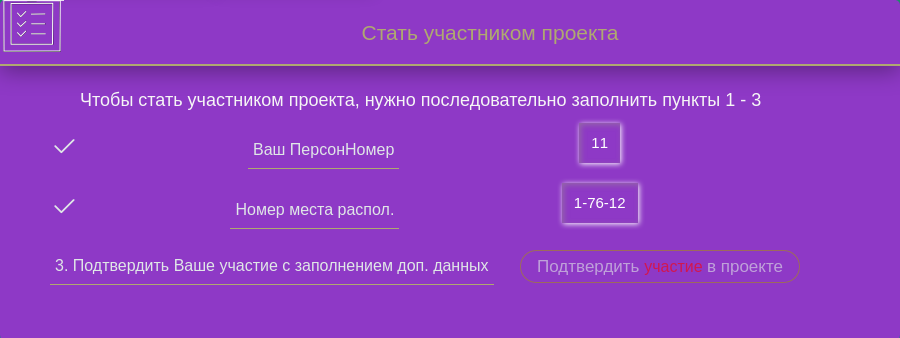 Стать участником проекта
Чтобы стать участником проекта, нужно последовательно заполнить пункты 1 - 3
Ваш ПерсонНомер 11
Номер места распол. 1-76-12
3. Подтвердить Ваше участие с заполнением доп. данных Подтвердить участие в проекте